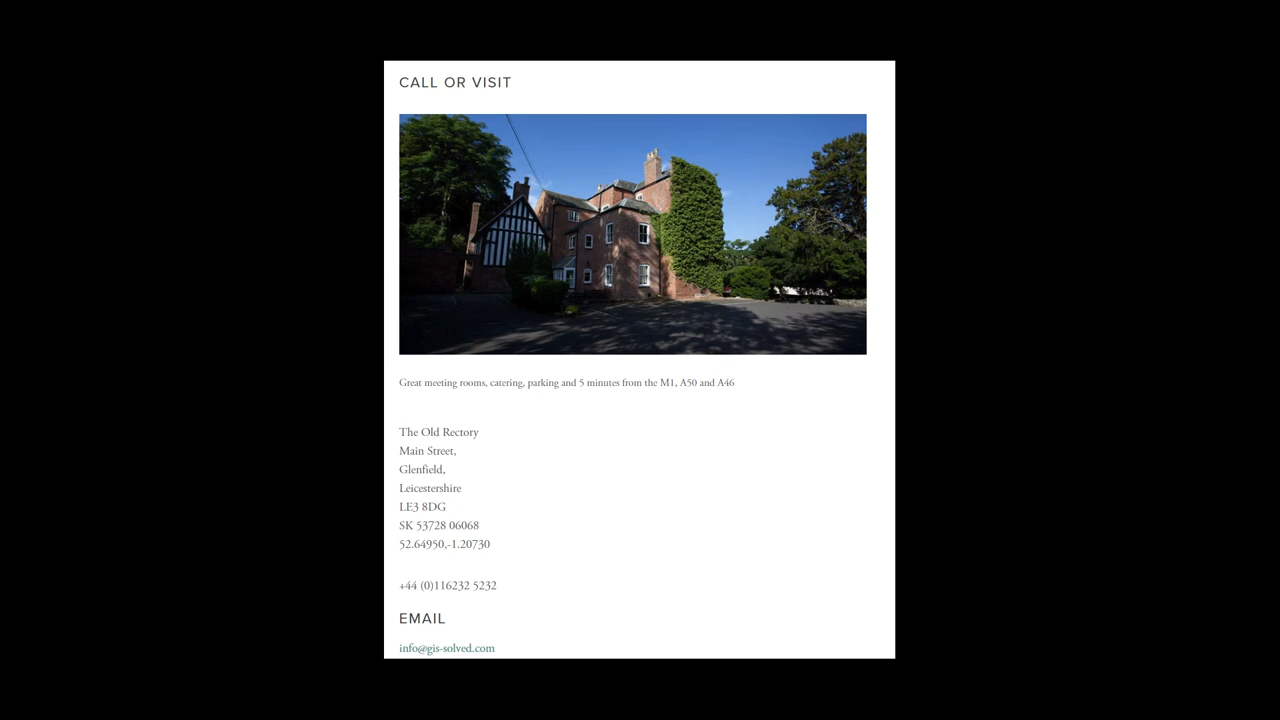 CALL OR VISIT
Great meeting rooms, catering, parking and 5 minutes from the M1, A50 and A46
The Old Rectory
Main Street,
Glenfield,
Leicestershire
LE3 8DG
SK 53728 06068
52.64950,-1.20730
+44 (0)116232 5232
EMAIL
info@gis-solved.com